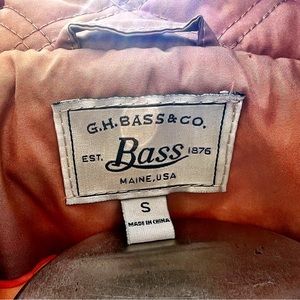 G.H. BASS & CO.
EST. Bass 1876
MAINE, USA
S
MADE IN CHINA